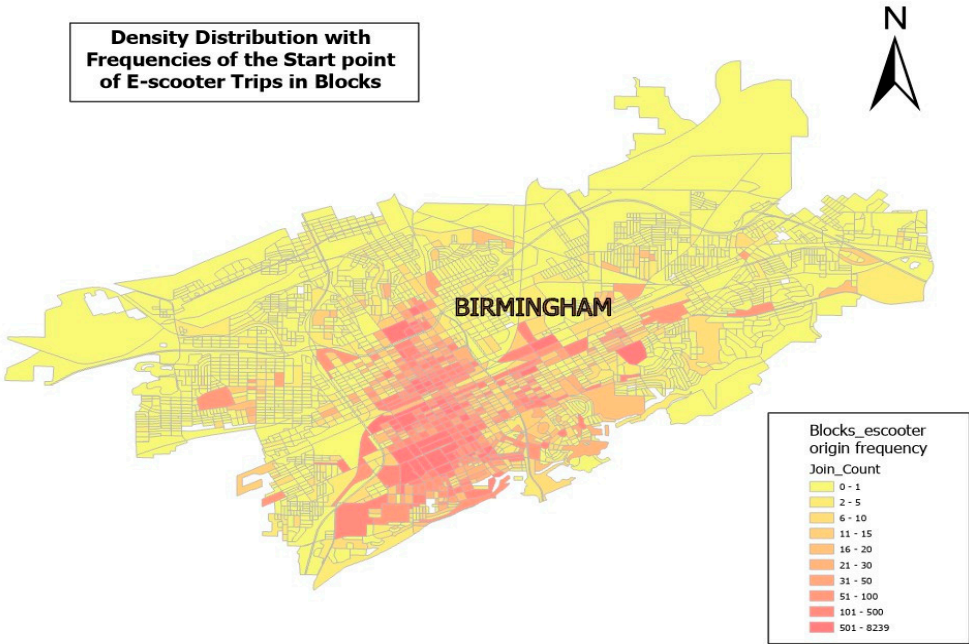 Density Distribution with
Frequencies of the Start point
of E-scooter Trips in Blocks
N
BIRMINGHAM
Blocks_escooter
origin frequency
Join_Count
0 - 1
2 - 5
6 - 10
11 - 15
16 - 20
21 - 30
31 - 50
51 - 100
101 - 500
501 - 8239